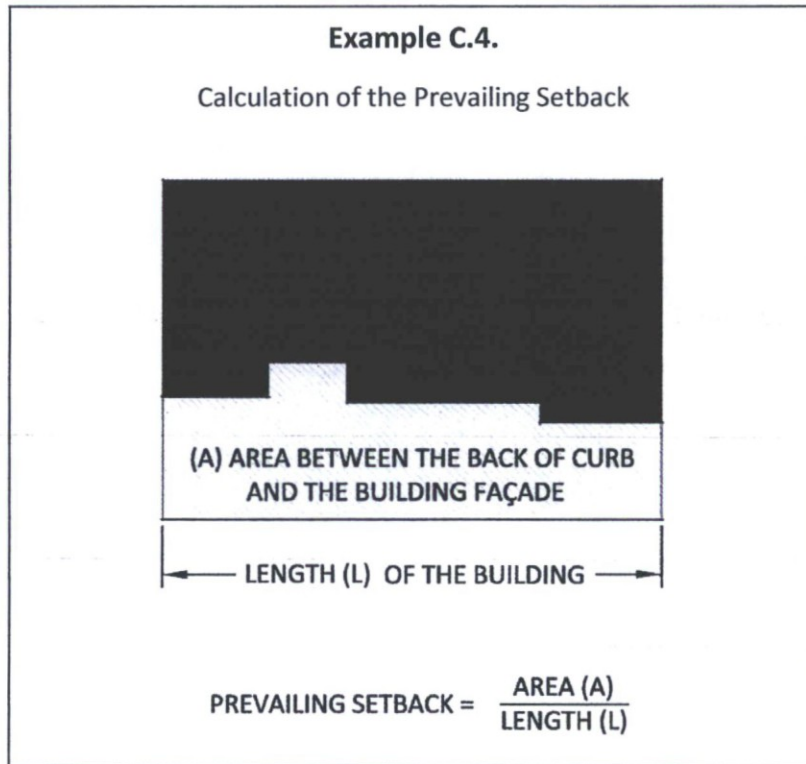 Example C.4.
Calculation of the Prevailing Setback
(A) AREA BETWEEN THE BACK OF CURB
AND THE BUILDING FAÇADE
LENGTH (L) OF THE BUILDING
PREVAILING SETBACK = AREA (A)
LENGTH (L)